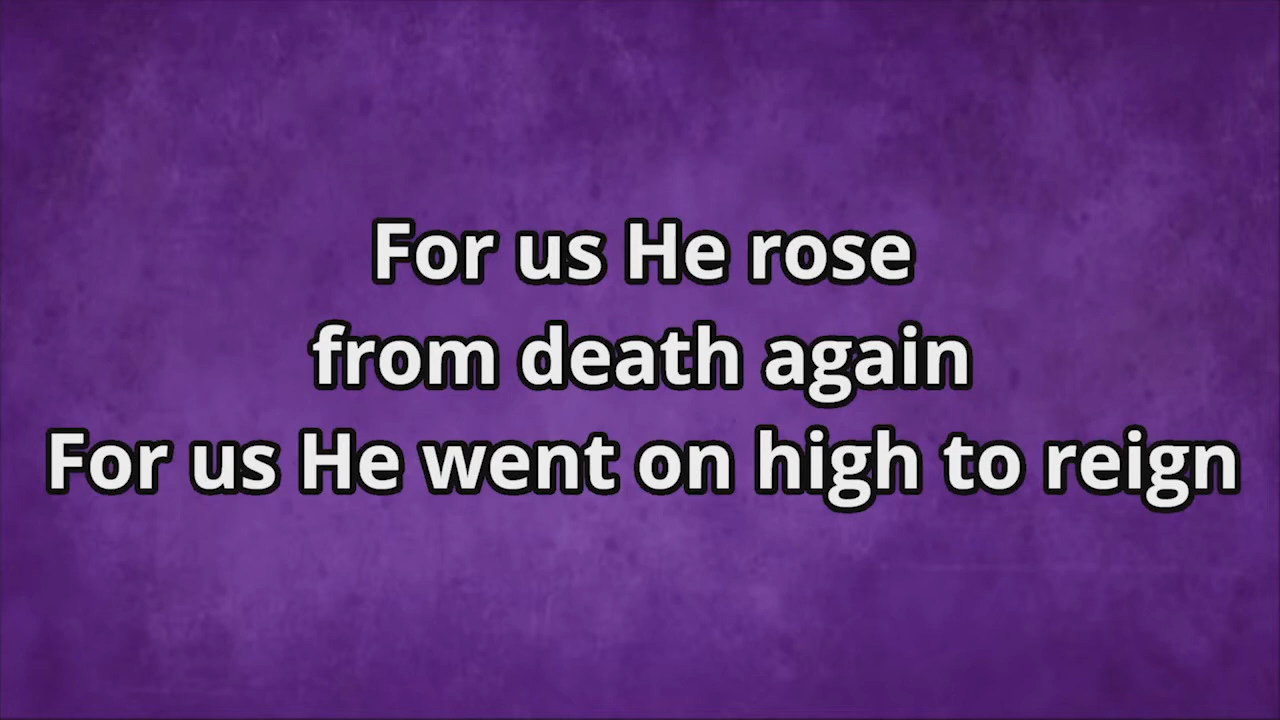 For us He rose
from death again
For us He went on high to reign